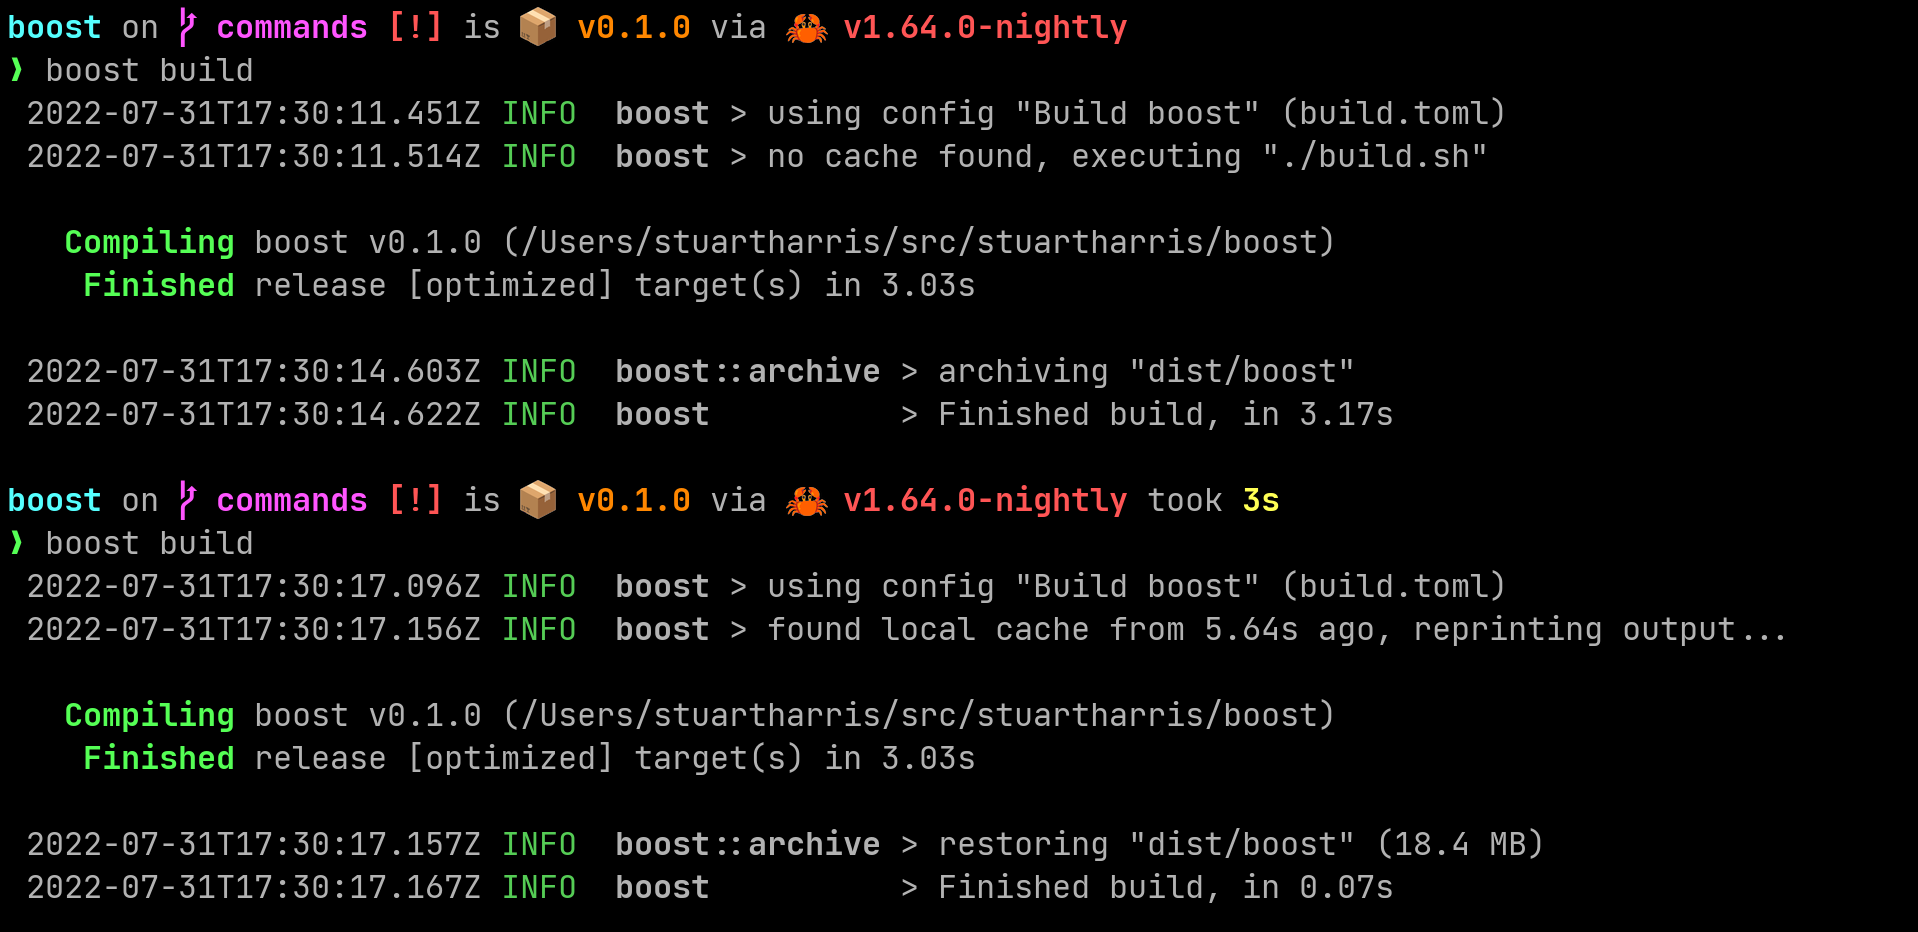 boost on commands [!] is 📦 v0.1.0 via 🦀 v1.64.0-nightly
❯ boost build
2022-07-31T17:30:11.451Z INFO  boost > using config "Build boost" (build.toml)
2022-07-31T17:30:11.514Z INFO  boost > no cache found, executing "./build.sh"
Compiling boost v0.1.0 (/Users/stuartharris/src/stuartharris/boost)
Finished release [optimized] target(s) in 3.03s
2022-07-31T17:30:14.603Z INFO  boost::archive > archiving "dist/boost"
2022-07-31T17:30:14.622Z INFO  boost          > Finished build, in 3.17s
boost on commands [!] is 📦 v0.1.0 via 🦀 v1.64.0-nightly took 3s
❯ boost build
2022-07-31T17:30:17.096Z INFO  boost > using config "Build boost" (build.toml)
2022-07-31T17:30:17.156Z INFO  boost > found local cache from 5.64s ago, reprinting output...
Compiling boost v0.1.0 (/Users/stuartharris/src/stuartharris/boost)
Finished release [optimized] target(s) in 3.03s
2022-07-31T17:30:17.157Z INFO  boost::archive > restoring "dist/boost" (18.4 MB)
2022-07-31T17:30:17.167Z INFO  boost          > Finished build, in 0.07s